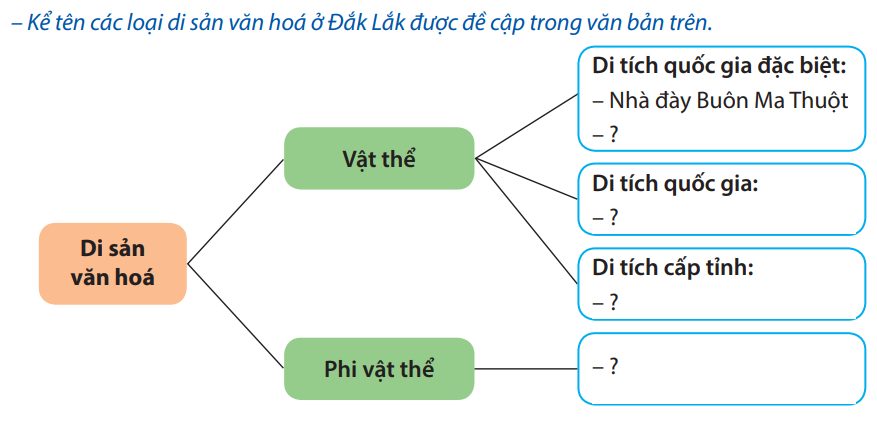 – Kể tên các loại di sản văn hoá ở Đắk Lắk được đề cập trong văn bản trên.
Di sản
văn hoá
Vật thể
Di tích quốc gia đặc biệt:
– Nhà đày Buôn Ma Thuột
– ?
Di tích quốc gia:
– ?
Di tích cấp tỉnh:
– ?
Phi vật thể
– ?